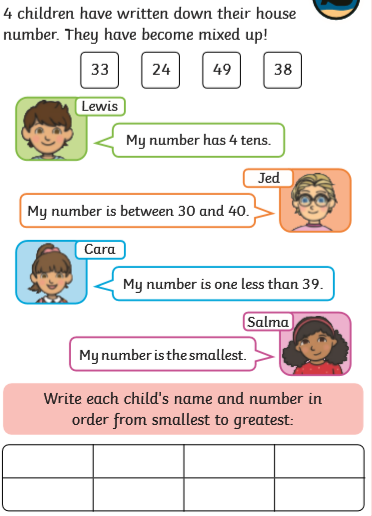 4 children have written down their house
number. They have become mixed up!
33 24 49 38
Lewis
My number has 4 tens.
Jed
My number is between 30 and 40.
Cara
My number is one less than 39.
Salma
My number is the smallest.
Write each child's name and number in
order from smallest to greatest: